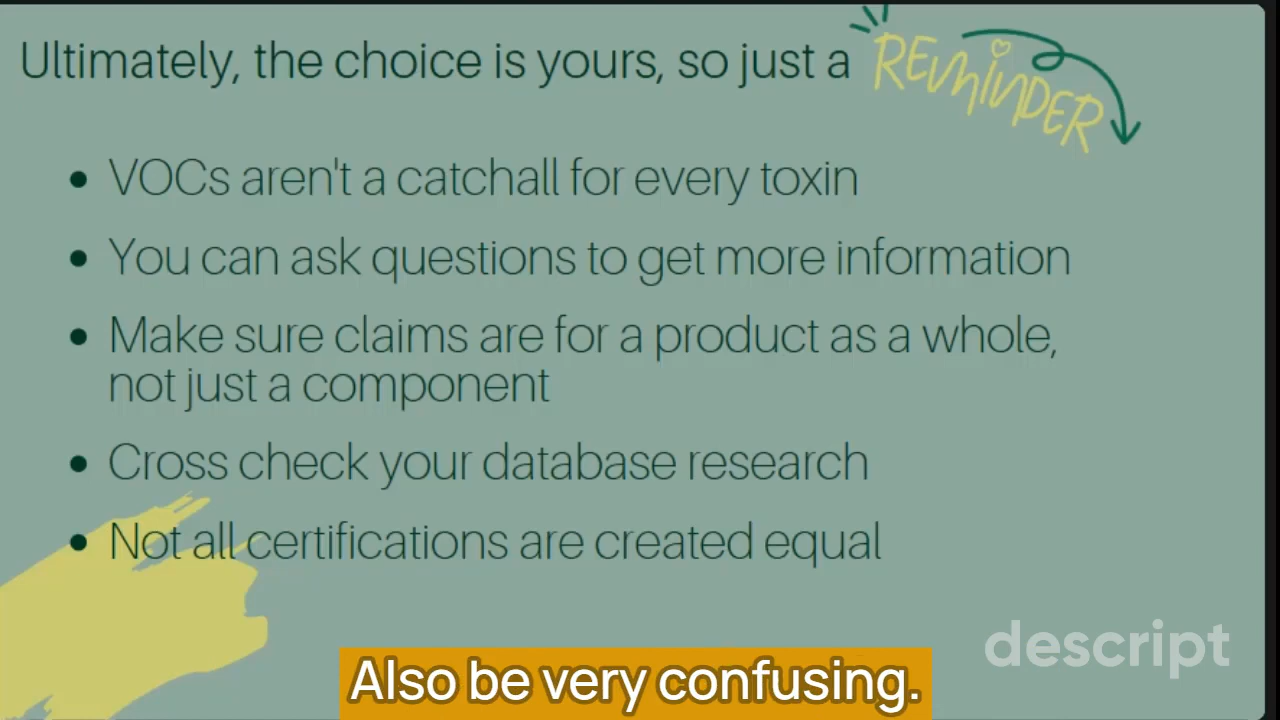 Ultimately, the choice is yours, so just a REMINDER
• VOCs aren't a catchall for every toxin
• You can ask questions to get more information
• Make sure claims are for a product as a whole,
not just a component
• Cross check your database research
• Not all certifications are created equal
descript
Also be very confusing.